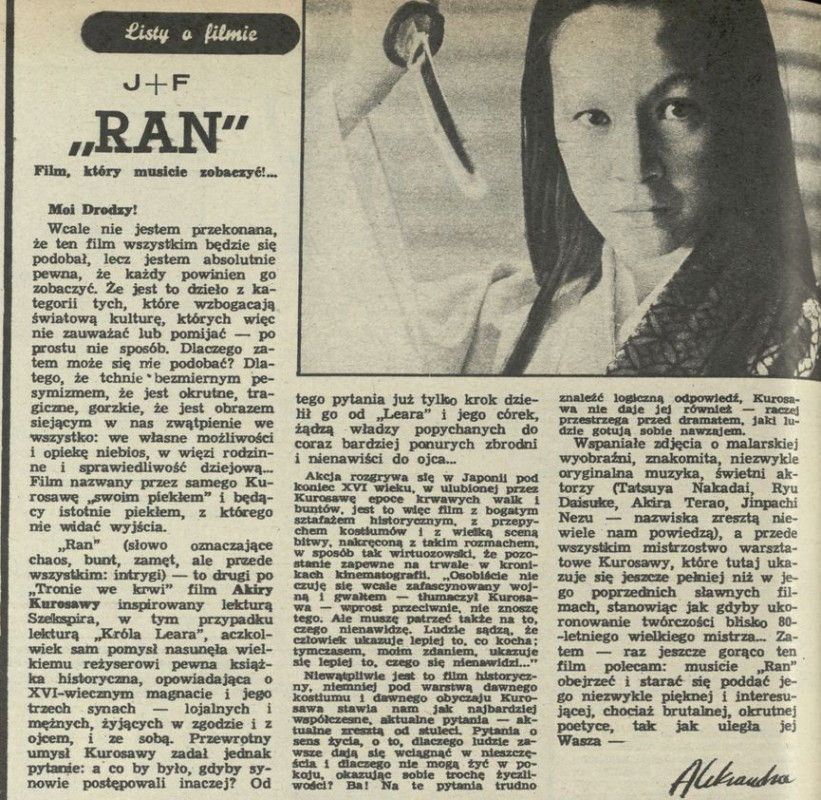 Listy o filmie
J+F
„RAN”
Film, który musicie zobaczyć!...
Moi Drodzy!
Wcale nie jestem przekonana,
że ten film wszystkim będzie się
podobał, lecz jestem absolutnie
pewna, że każdy powinien go
zobaczyć. Że jest to dzieło z ka-
tegorii tych, które wzbogacają
światową kulturę, których więc
nie zauważać lub pomijać — po
prostu nie sposób. Dlaczego za-
tem może się nie podobać? Dla-
tego, że tchnie bezmiernym pe-
symizmem, że jest okrutne, tra-
giczne, gorzkie, że jest obrazem
siejącym w nas zwątpienie we
wszystko: we własne możliwości
i opiekę niebios, w więzi rodzin-
ne i sprawiedliwość dziejową...
Film nazwany przez samego Ku-
rosawę „swoim piekłem” i będą-
cy istotnie piekłem, z którego
nie widać wyjścia.
„Ran” (słowo oznaczające
chaos, bunt, zamęt, ale przede
wszystkim: intrygi) — to drugi po
„Tronie we krwi” film Akiry
Kurosawy inspirowany lekturą
Szekspira, w tym przypadku
lekturą „Króla Leara”, aczkol-
wiek sam pomysł nasunęła wiel-
kiemu reżyserowi pewna książ-
ka historyczna, opowiadająca o
XVI-wiecznym magnacie i jego
trzech synach — lojalnych i
mężnych, żyjących w zgodzie i z
ojcem, i ze sobą. Przewrotny
umysł Kurosawy zadał jednak
pytanie: a co by było, gdyby sy-
nowie postępowali inaczej? Od
tego pytania już tylko krok dzie-
lił go od „Leara” i jego córek,
żądzą władzy popychanych do
coraz bardziej ponurych zbrodni
i nienawiści do ojca...
Akcja rozgrywa się w Japonii pod
koniec XVI wieku, w ulubionej przez
Kurosawę epoce krwawych walk i
buntów, jest to więc film z bogatym
sztafażem historycznym, z przepy-
chem kostiumów i z wielką sceną
bitwy, nakręconą z takim rozmachem,
w sposób tak wirtuozowski, że pozo-
stanie zapewne na trwałe w kroni-
kach kinematografii. „Osobiście nie
czuję się wcale zafascynowany woj-
ną i gwałtem — tłumaczył Kurosa-
wa — wprost przeciwnie, nie znoszę
tego. Ale muszę patrzeć także na to,
czego nienawidzę. Ludzie sądzą, że
człowiek ukazuje lepiej to, co kocha;
tymczasem, moim zdaniem, ukazuje
się lepiej to, czego się nienawidzi...”
Niewątpliwie jest to film historycz-
ny, niemniej pod warstwą dawnego
kostiumu i dawnego obyczaju Kuro-
sawa stawia nam jak najbardziej
współczesne, aktualne pytania — ak-
tualne zresztą od stuleci. Pytania o
sens życia, o to, dlaczego ludzie za-
wsze dają się wciągnąć w nieszczę-
ścia i dlaczego nie mogą żyć w po-
koju, okazując sobie trochę życzli-
wości? Ba! Na te pytania trudno
znaleźć logiczną odpowiedź, Kurosa-
wa nie daje jej również — raczej
przestrzega przed dramatem, jaki lu-
dzie gotują sobie nawzajem.
Wspaniałe zdjęcia o malarskiej
wyobraźni, znakomita, niezwykle
oryginalna muzyka, świetni ak-
torzy (Tatsuya Nakadai, Ryu
Daisuke, Akira Terao, Jinpachi
Nezu — nazwiska zresztą nie-
wiele nam powiedzą), a przede
wszystkim mistrzostwo warszta-
towe Kurosawy, które tutaj uka-
zuje się jeszcze pełniej niż w je-
go poprzednich sławnych fil-
mach, stanowiąc jak gdyby uko-
ronowanie twórczości blisko 80-
-letniego wielkiego mistrza... Za-
tem — raz jeszcze gorąco ten
film polecam: musicie „Ran”
obejrzeć i starać się poddać je-
go niezwykle pięknej i interesu-
jącej, chociaż brutalnej, okrutnej
poetyce, tak jak uległa jej
Wasza —
Aleksandra